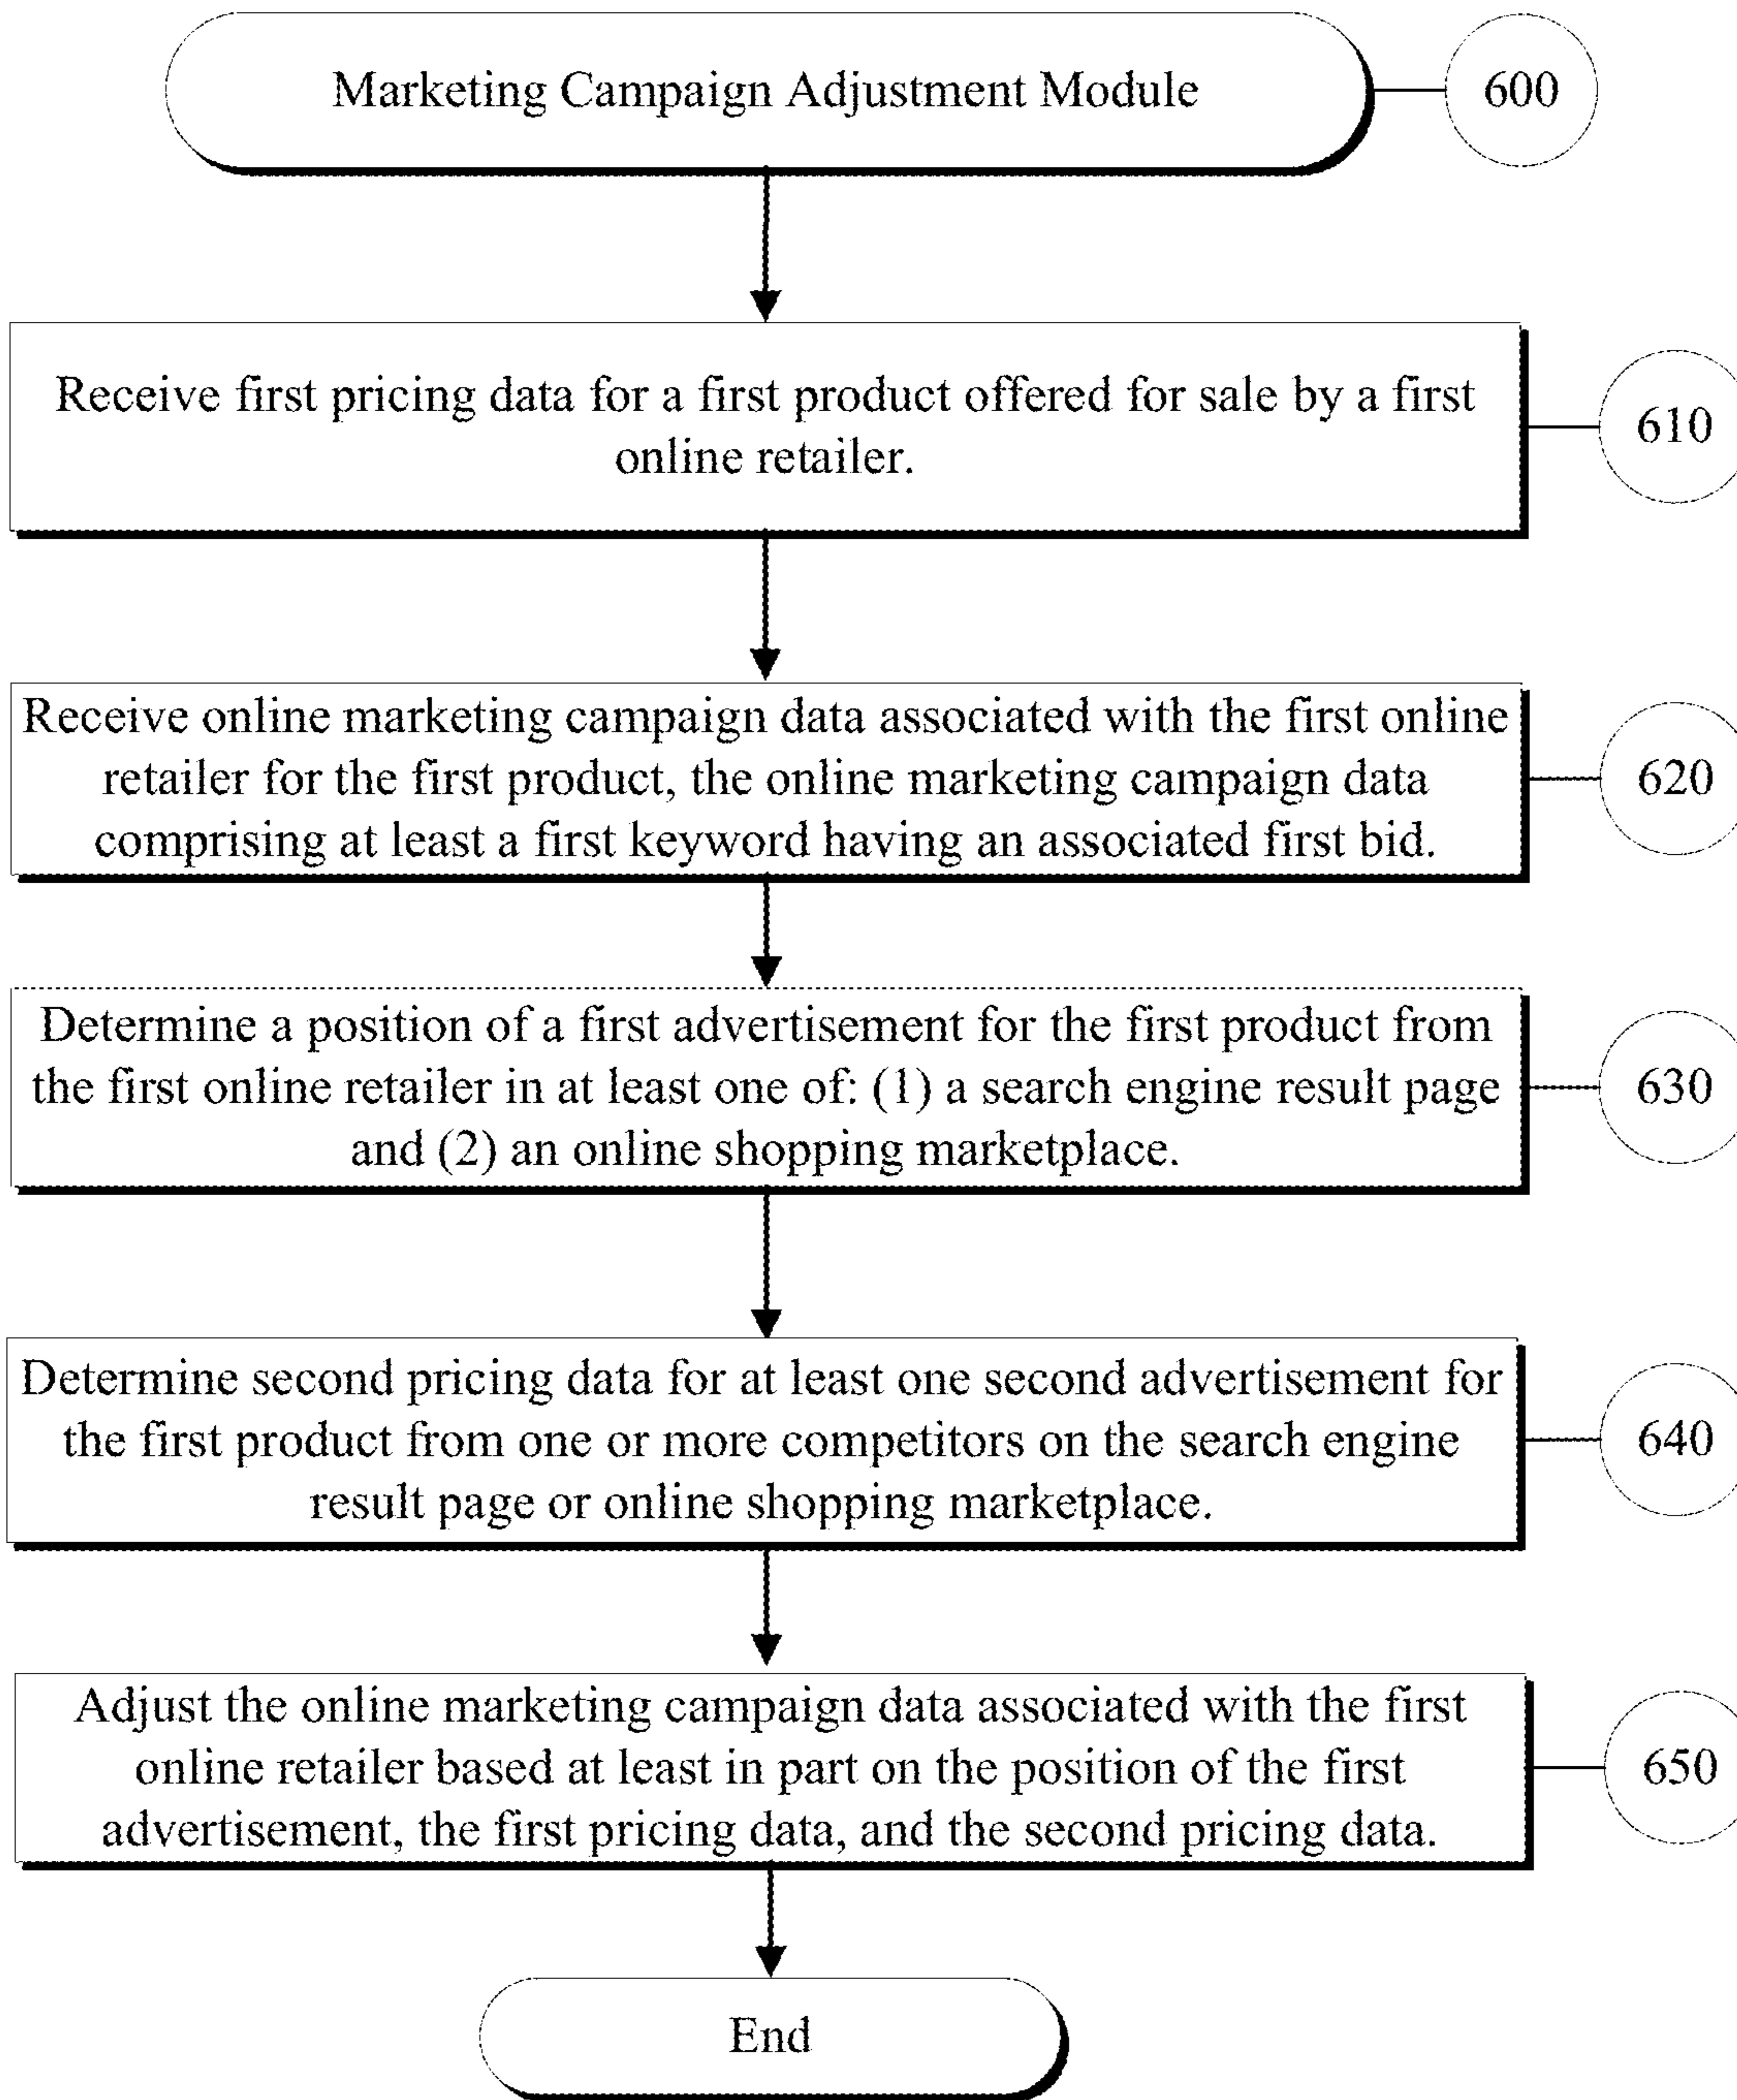 Marketing Campaign Adjustment Module
600
Receive first pricing data for a first product offered for sale by a first
online retailer.
610
Receive online marketing campaign data associated with the first online
retailer for the first product, the online marketing campaign data
comprising at least a first keyword having an associated first bid.
620
Determine a position of a first advertisement for the first product from
the first online retailer in at least one of: (1) a search engine result page
and (2) an online shopping marketplace.
630
Determine second pricing data for at least one second advertisement for
the first product from one or more competitors on the search engine
result page or online shopping marketplace.
640
Adjust the online marketing campaign data associated with the first
online retailer based at least in part on the position of the first
advertisement, the first pricing data, and the second pricing data.
650
End